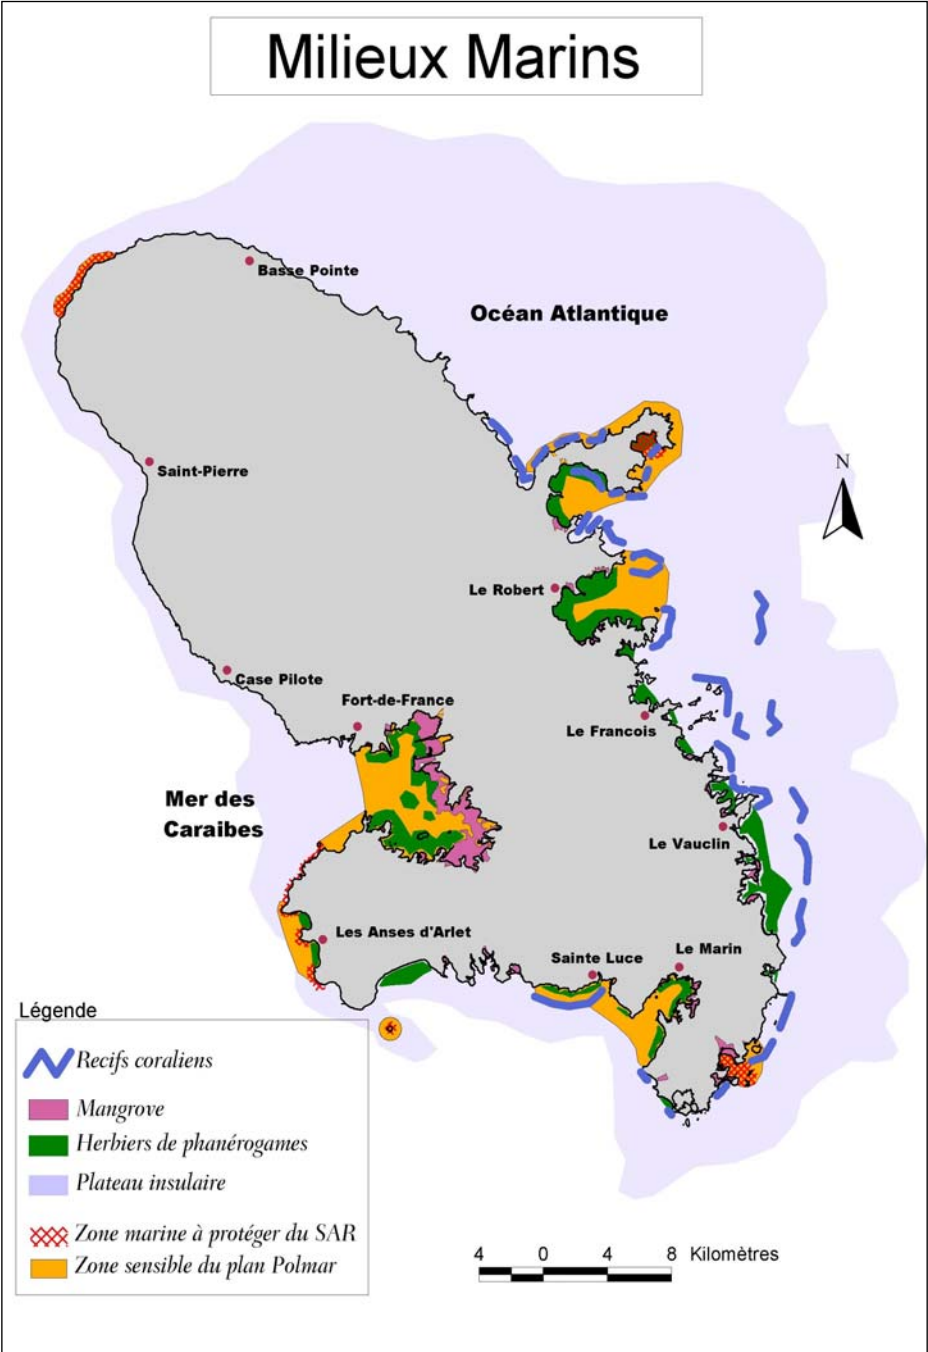 Milieux Marins
Basse Pointe
Océan Atlantique
Saint-Pierre
N
Le Robert
Case Pilote
Fort-de-France
Le Francois
Mer des
Caraibes
Le Vauclin
Les Anses d'Arlet
Sainte Luce
Le Marin
Légende
Recifs coraliens
Mangrove
Herbiers de phanérogames
Plateau insulaire
Zone marine à protéger du SAR
Zone sensible du plan Polmar
4 0 4 8 Kilomètres